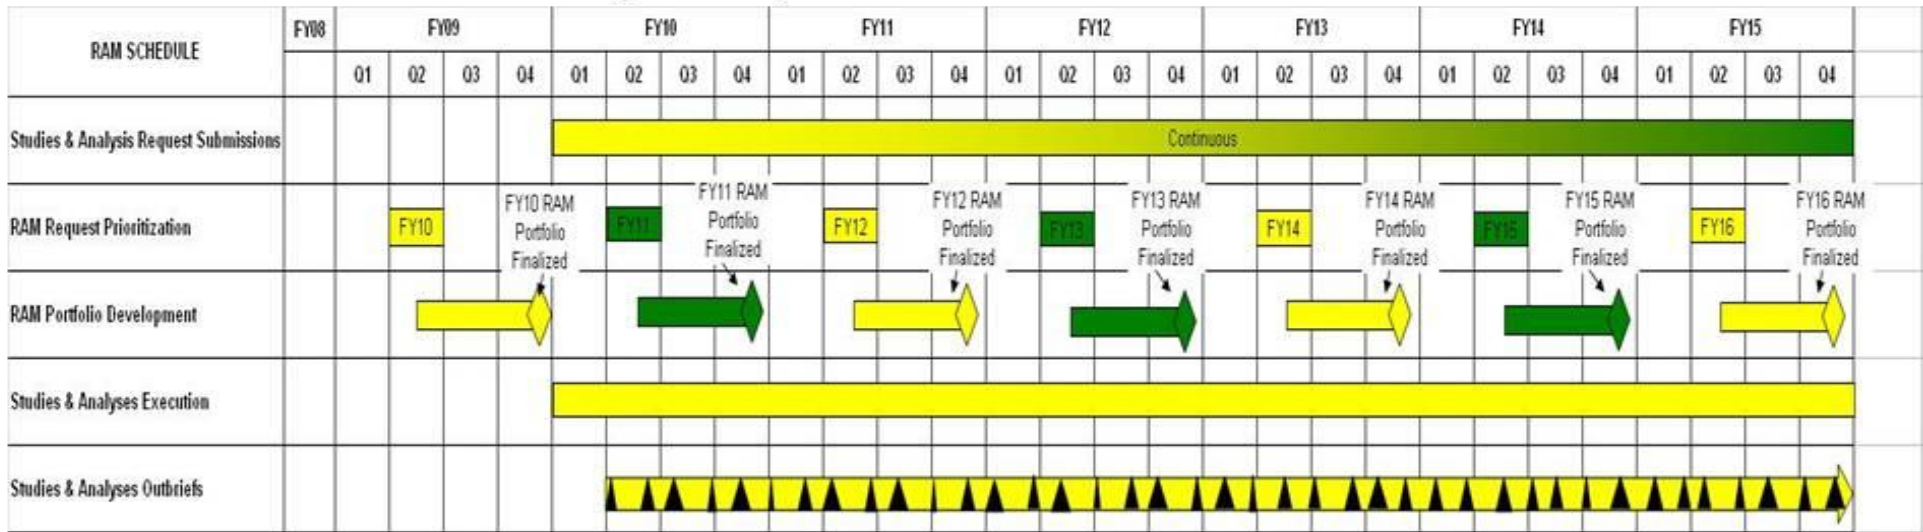 RAM SCHEDULE
FY08 FY09 FY10 FY11 FY12 FY13 FY14 FY15
Q1 Q2 Q3 Q4 Q1 Q2 Q3 Q4 Q1 Q2 Q3 Q4 Q1 Q2 Q3 Q4 Q1 Q2 Q3 Q4 Q1 Q2 Q3 Q4 Q1 Q2 Q3 Q4
Studies & Analysis Request Submissions
Continuous
RAM Request Prioritization
FY10
FY10 RAM
Portfolio
Finalized
FY11
FY11 RAM
Portfolio
Finalized
FY12
FY12 RAM
Portfolio
Finalized
FY13
FY13 RAM
Portfolio
Finalized
FY14
FY14 RAM
Portfolio
Finalized
FY15
FY15 RAM
Portfolio
Finalized
FY16
FY16 RAM
Portfolio
Finalized
RAM Portfolio Development
Studies & Analyses Execution
Studies & Analyses Outbriefs